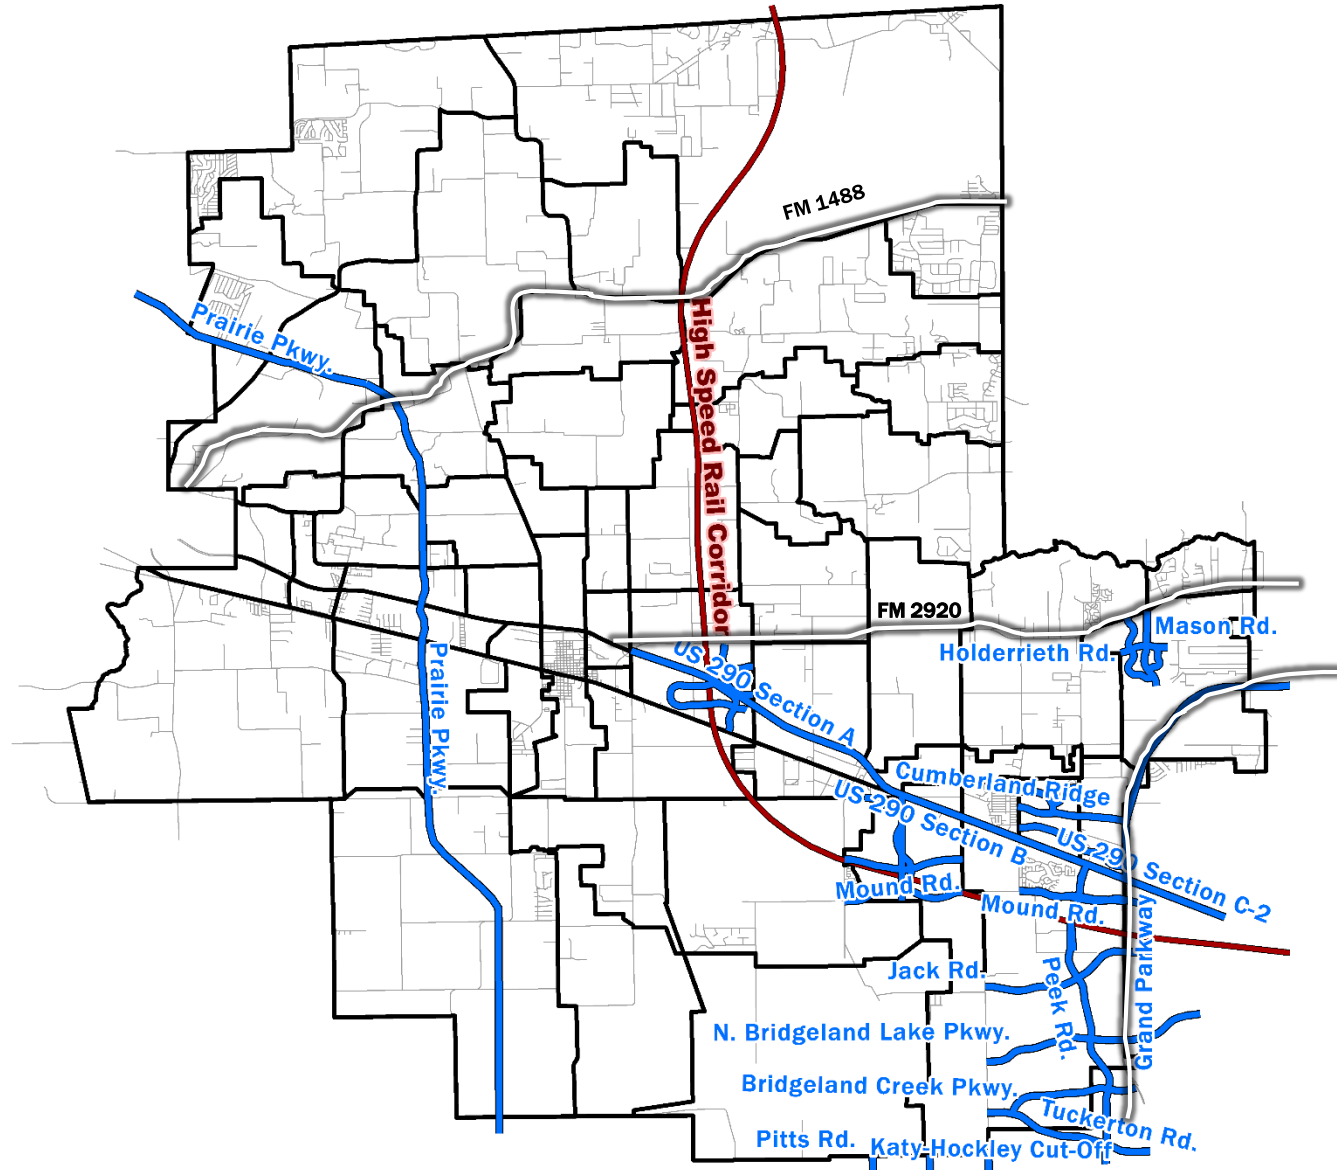 FM 1488
Prairie Pkwy.
High Speed Rail Corridor
FM 2920
Mason Rd.
Holderrieth Rd.
US 290 Section A
Prairie Pkwy.
Cumberland Ridge
US 290 Section B
US 290 Section C-2
Mound Rd.
Mound Rd.
Grand Parkway
Peek Rd.
Jack Rd.
N. Bridgeland Lake Pkwy.
Bridgeland Creek Pkwy.
Tuckerton Rd.
Pitts Rd.
Katy-Hockley Cut-Off